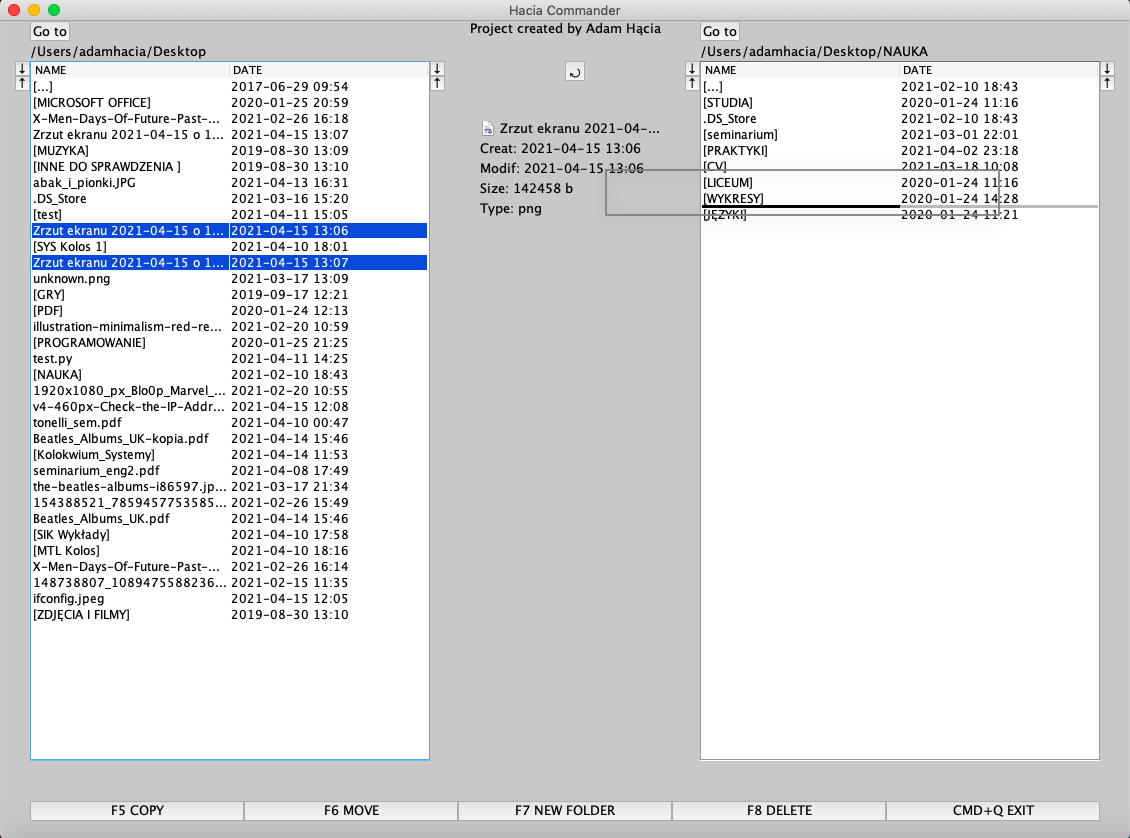 Hacia Commander
Project created by Adam Hącia
Go to
/Users/adamhacia/Desktop
NAME DATE
[...] 2017-06-29 09:54
[MICROSOFT OFFICE] 2020-01-25 20:59
X-Men-Days-Of-Future-Past-... 2021-02-26 16:18
Zrzut ekranu 2021-04-15 o 1... 2021-04-15 13:07
[MUZYKA] 2019-08-30 13:09
[INNE DO SPRAWDZENIA ] 2019-08-30 13:10
abak_i_pionki.JPG 2021-04-13 16:31
.DS_Store 2021-03-16 15:20
[test] 2021-04-11 15:05
Zrzut ekranu 2021-04-15 o 1... 2021-04-15 13:06
[SYS Kolos 1] 2021-04-10 18:01
Zrzut ekranu 2021-04-15 o 1... 2021-04-15 13:07
unknown.png 2021-03-17 13:09
[GRY] 2019-09-17 12:21
[PDF] 2020-01-24 12:13
illustration-minimalism-red-re... 2021-02-20 10:59
[PROGRAMOWANIE] 2020-01-25 21:25
test.py 2021-04-11 14:25
[NAUKA] 2021-02-10 18:43
1920x1080_px_Blo0p_Marvel_... 2021-02-20 10:55
v4-460px-Check-the-IP-Addr... 2021-04-15 12:08
tonelli_sem.pdf 2021-04-10 00:47
Beatles_Albums_UK-kopia.pdf 2021-04-14 15:46
[Kolokwium_Systemy] 2021-04-14 11:53
seminarium_eng2.pdf 2021-04-08 17:49
the-beatles-albums-i86597.jp... 2021-03-17 21:34
154388521_7859457753585... 2021-02-26 15:49
Beatles_Albums_UK.pdf 2021-04-14 15:46
[SIK Wykłady] 2021-04-10 17:58
[MTL Kolos] 2021-04-10 18:16
X-Men-Days-Of-Future-Past-... 2021-02-26 16:14
148738807_1089475588236... 2021-02-15 11:35
ifconfig.jpeg 2021-04-15 12:05
[ZDJĘCIA I FILMY] 2019-08-30 13:10
Zrzut ekranu 2021-04-...
Creat: 2021-04-15 13:06
Modif: 2021-04-15 13:06
Size: 142458 b
Type: png
Go to
/Users/adamhacia/Desktop/NAUKA
NAME DATE
[...] 2021-02-10 18:43
[STUDIA] 2020-01-24 11:16
.DS_Store 2021-02-10 18:43
[seminarium] 2021-03-01 22:01
[PRAKTYKI] 2021-04-02 23:18
[CV] 2021-03-18 10:08
[LICEUM] 2020-01-24 11:16
[WYKRESY] 2020-01-24 14:28
[JĘZYKI] 2020-01-24 11:21
F5 COPY
F6 MOVE
F7 NEW FOLDER
F8 DELETE
CMD+Q EXIT